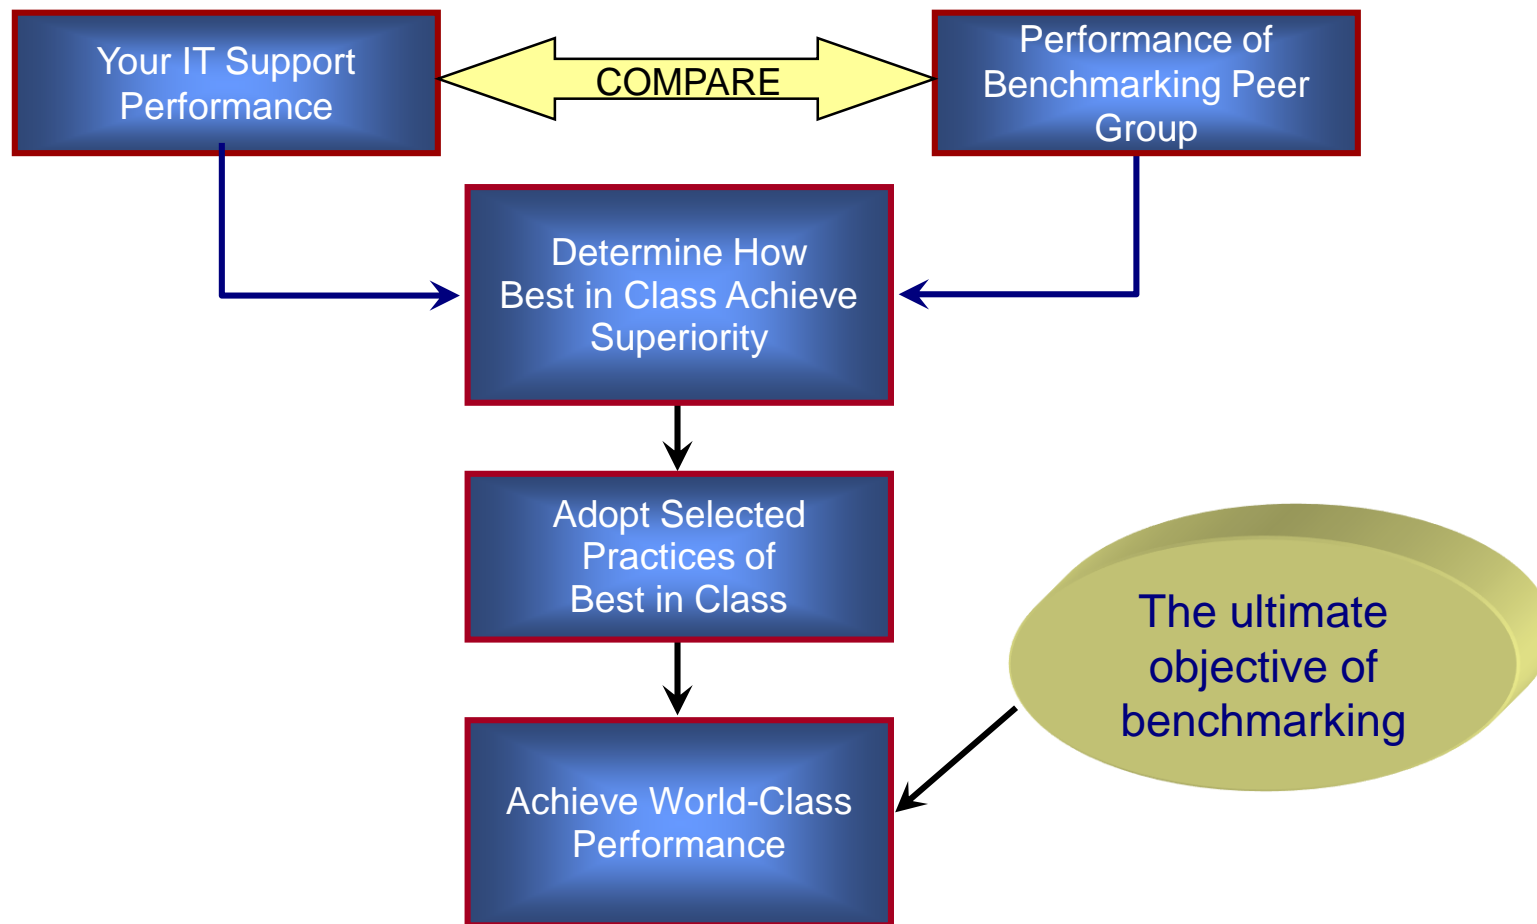 Your IT Support
Performance
COMPARE
Performance of
Benchmarking Peer
Group
Determine How
Best in Class Achieve
Superiority
Adopt Selected
Practices of
Best in Class
The ultimate
objective of
benchmarking
Achieve World-Class
Performance